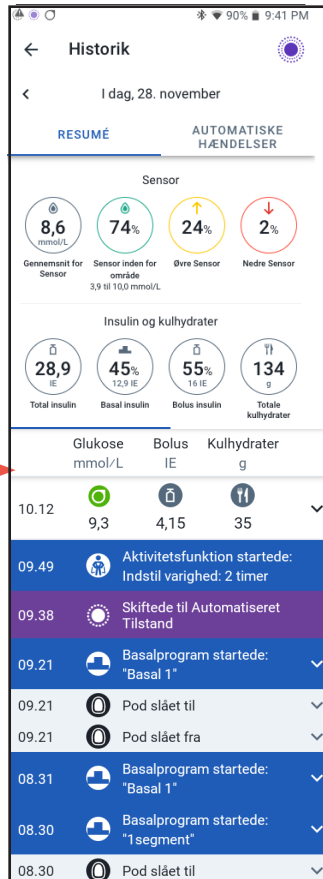 90% 9:41 PM
Historik
I dag, 28. november
RESUMÉ
AUTOMATISKE
HÆNDELSER
Sensor
8,6
mmol/L
74%
24%
2%
Gennemsnit for
Sensor
Sensor inden for
område
3,9 til 10,0 mmol/L
Øvre Sensor
Nedre Sensor
Insulin og kulhydrater
28,9
IE
45%
12,9 IE
55%
16 IE
134
g
Total insulin
Basal insulin
Bolus insulin
Totale
kulhydrater
Glukose Bolus Kulhydrater
mmol/L IE g
10.12
9,3 4,15 35
09.49 Aktivitetsfunktion startede:
Indstil varighed: 2 timer
09.38 Skiftede til Automatiseret
Tilstand
09.21 Basalprogram startede:
"Basal 1"
09.21 Pod slået til
09.21 Pod slået fra
08.31 Basalprogram startede:
"Basal 1"
08.30 Basalprogram startede:
"1segment"
08.30 Pod slået til